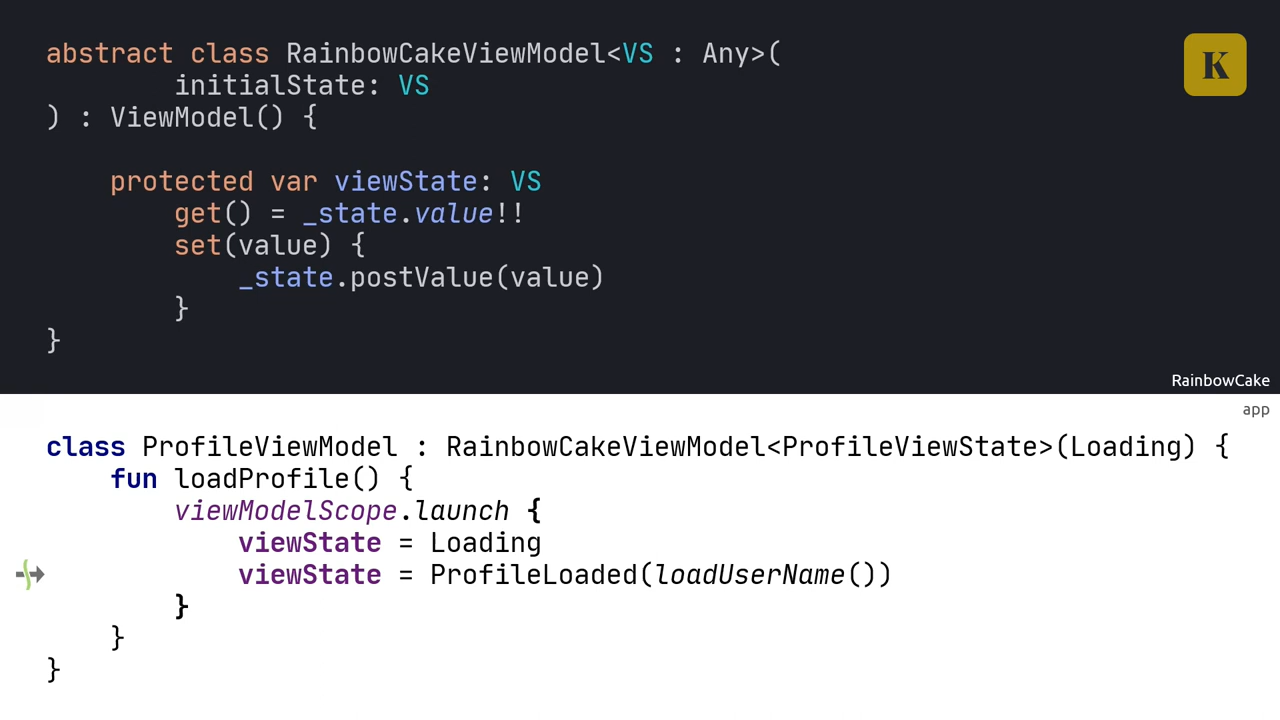 abstract class RainbowCakeViewModel<VS : Any>(
        initialState: VS
) : ViewModel() {
    protected var viewState: VS
        get() = _state.value!!
        set(value) {
            _state.postValue(value)
        }
}
K
RainbowCake
app
class ProfileViewModel : RainbowCakeViewModel<ProfileViewState>(Loading) {
    fun loadProfile() {
        viewModelScope.launch {
            viewState = Loading
            viewState = ProfileLoaded(loadUserName())
        }
    }
}